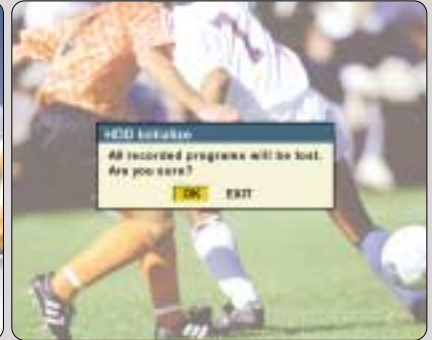 HDD Initialize
All recorded programs will be lost.
Are you sure?
OK EXIT